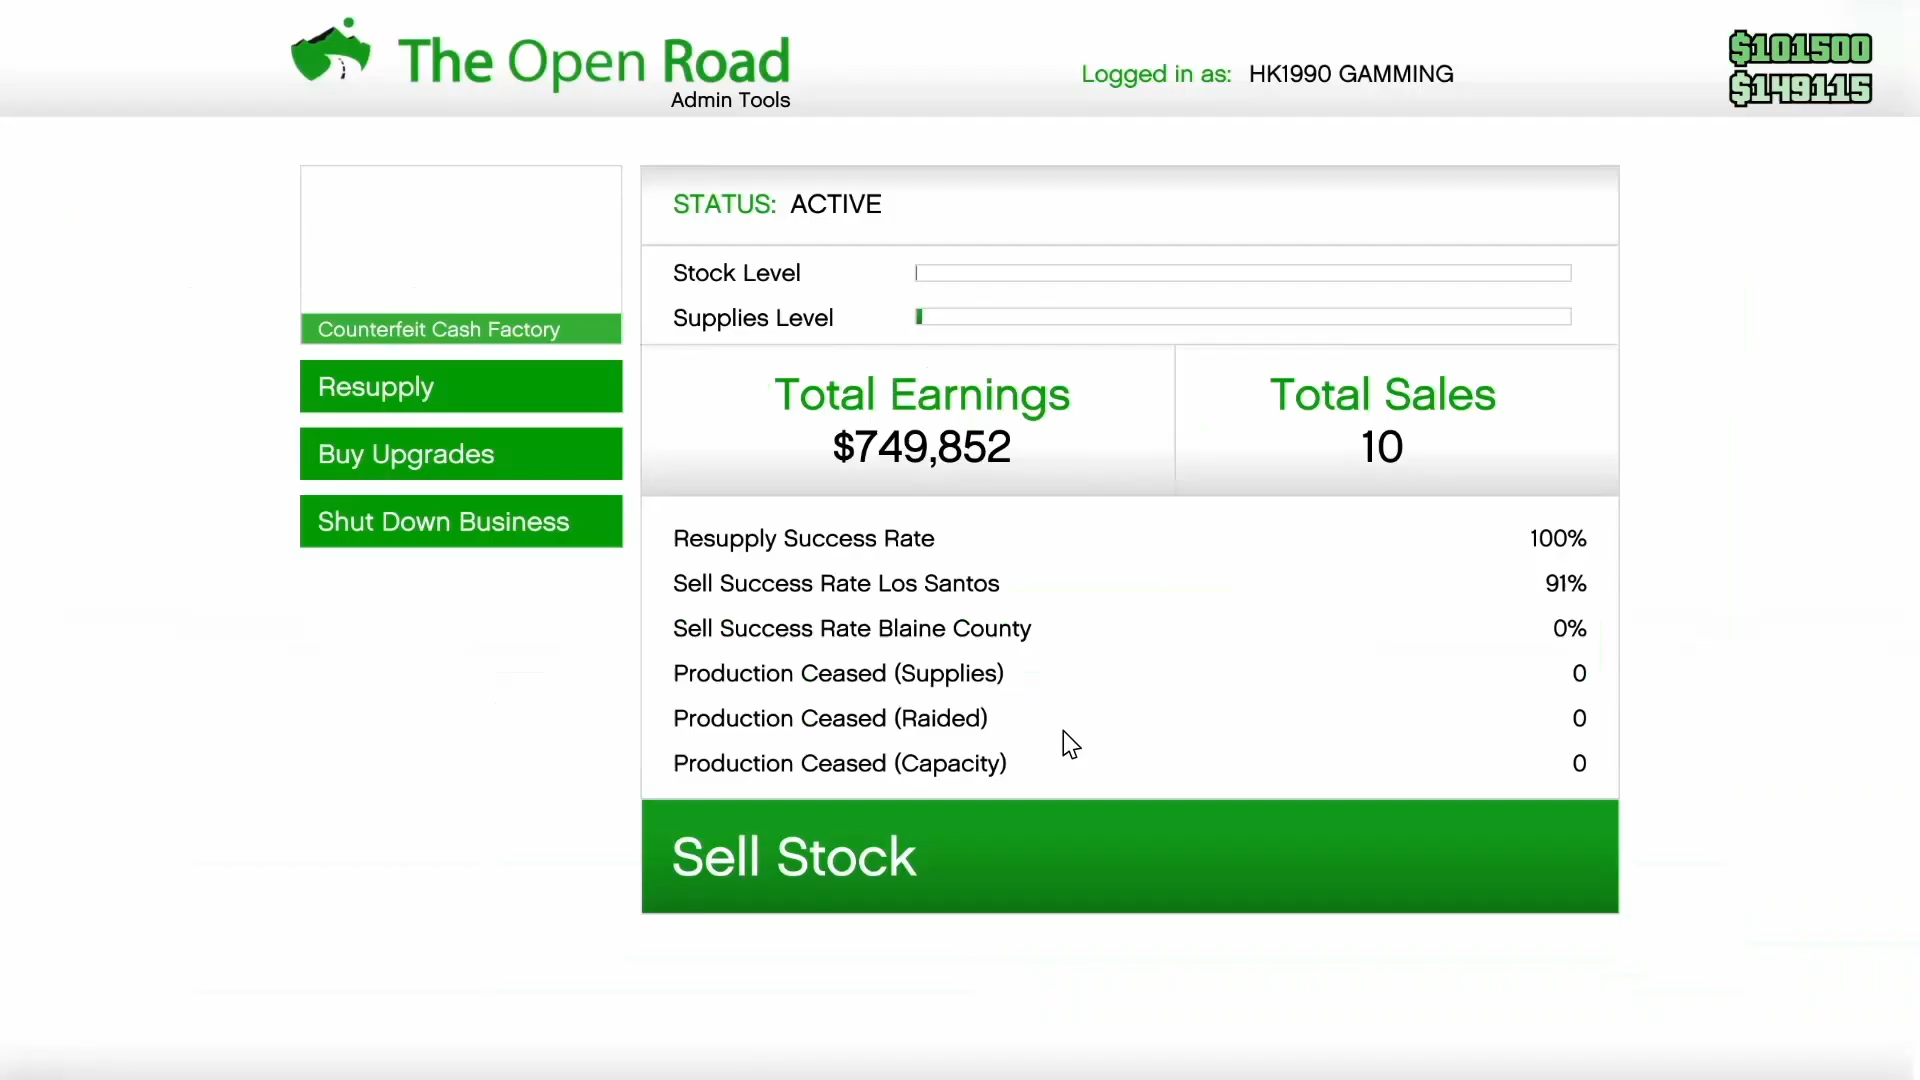 The Open Road
Admin Tools
Logged in as: HK1990 GAMMING
$101500
$149115
Counterfeit Cash Factory
Resupply
Buy Upgrades
Shut Down Business
STATUS: ACTIVE
Stock Level
Supplies Level
Total Earnings
$749,852
Total Sales
10
Resupply Success Rate 100%
Sell Success Rate Los Santos 91%
Sell Success Rate Blaine County 0%
Production Ceased (Supplies) 0
Production Ceased (Raided) 0
Production Ceased (Capacity) 0
Sell Stock